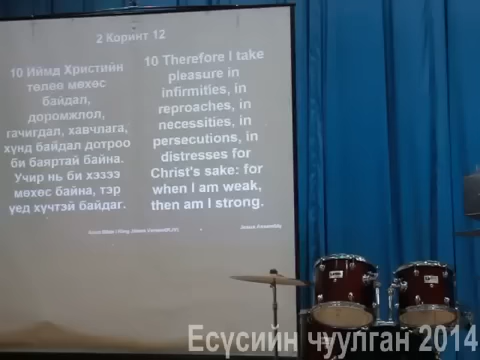 2 Коринт 12
10 Иймд Христийн
төлөө мөхөс
байдал,
доромжлол,
гачигдал, хавчлага,
хүнд байдал дотроо
би баяртай байна.
Учир нь би хэзээ
мөхөс байна, тэр
үед хүчтэй байдаг.
10 Therefore I take
pleasure in
infirmities, in
reproaches, in
necessities, in
persecutions, in
distresses for
Christ's sake: for
when I am weak,
then am I strong.
Есүсийн чуулган 2014